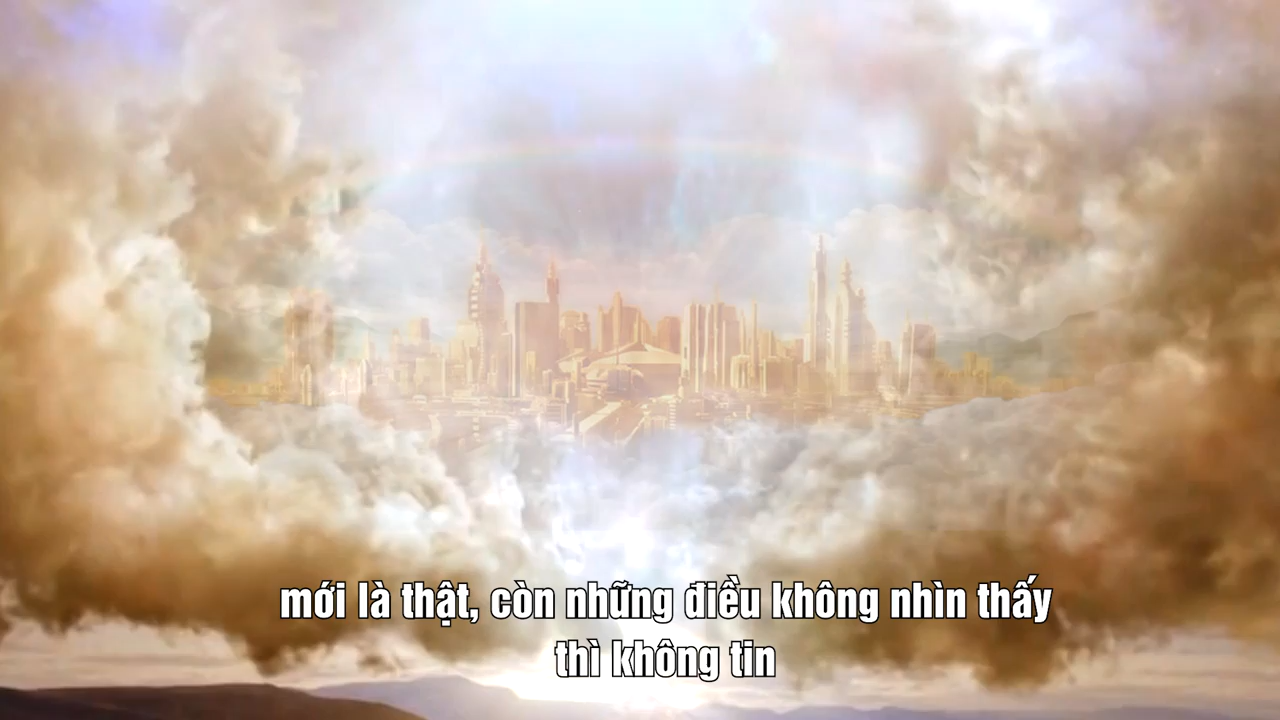 mới là thật, còn những điều không nhìn thấy
thì không tin